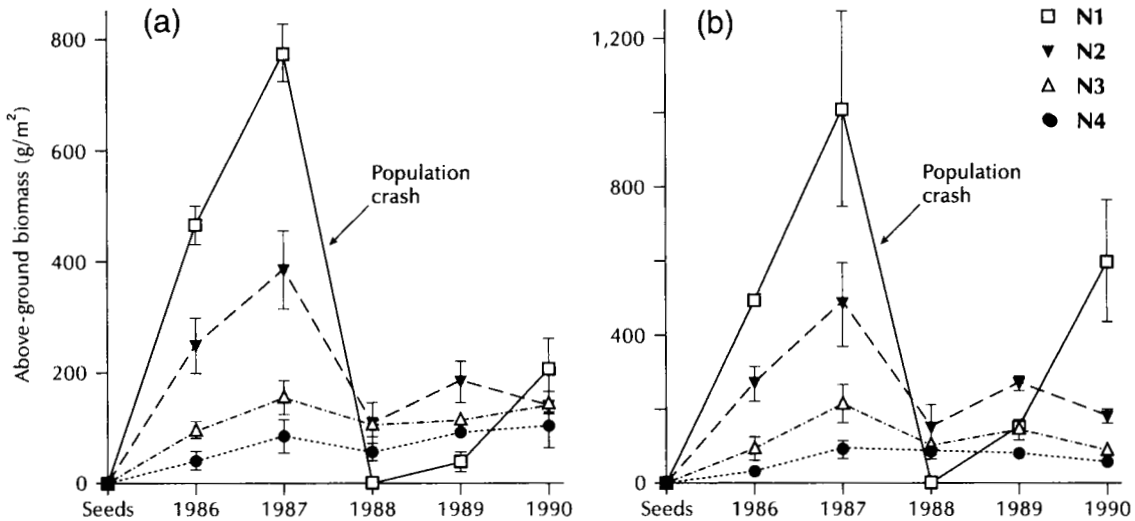 (a)
Above-ground biomass (g/m²)
800
600
400
200
0
Population
crash
Seeds 1986 1987 1988 1989 1990
(b)
1,200
800
400
0
Population
crash
Seeds 1986 1987 1988 1989 1990
N1
N2
N3
N4